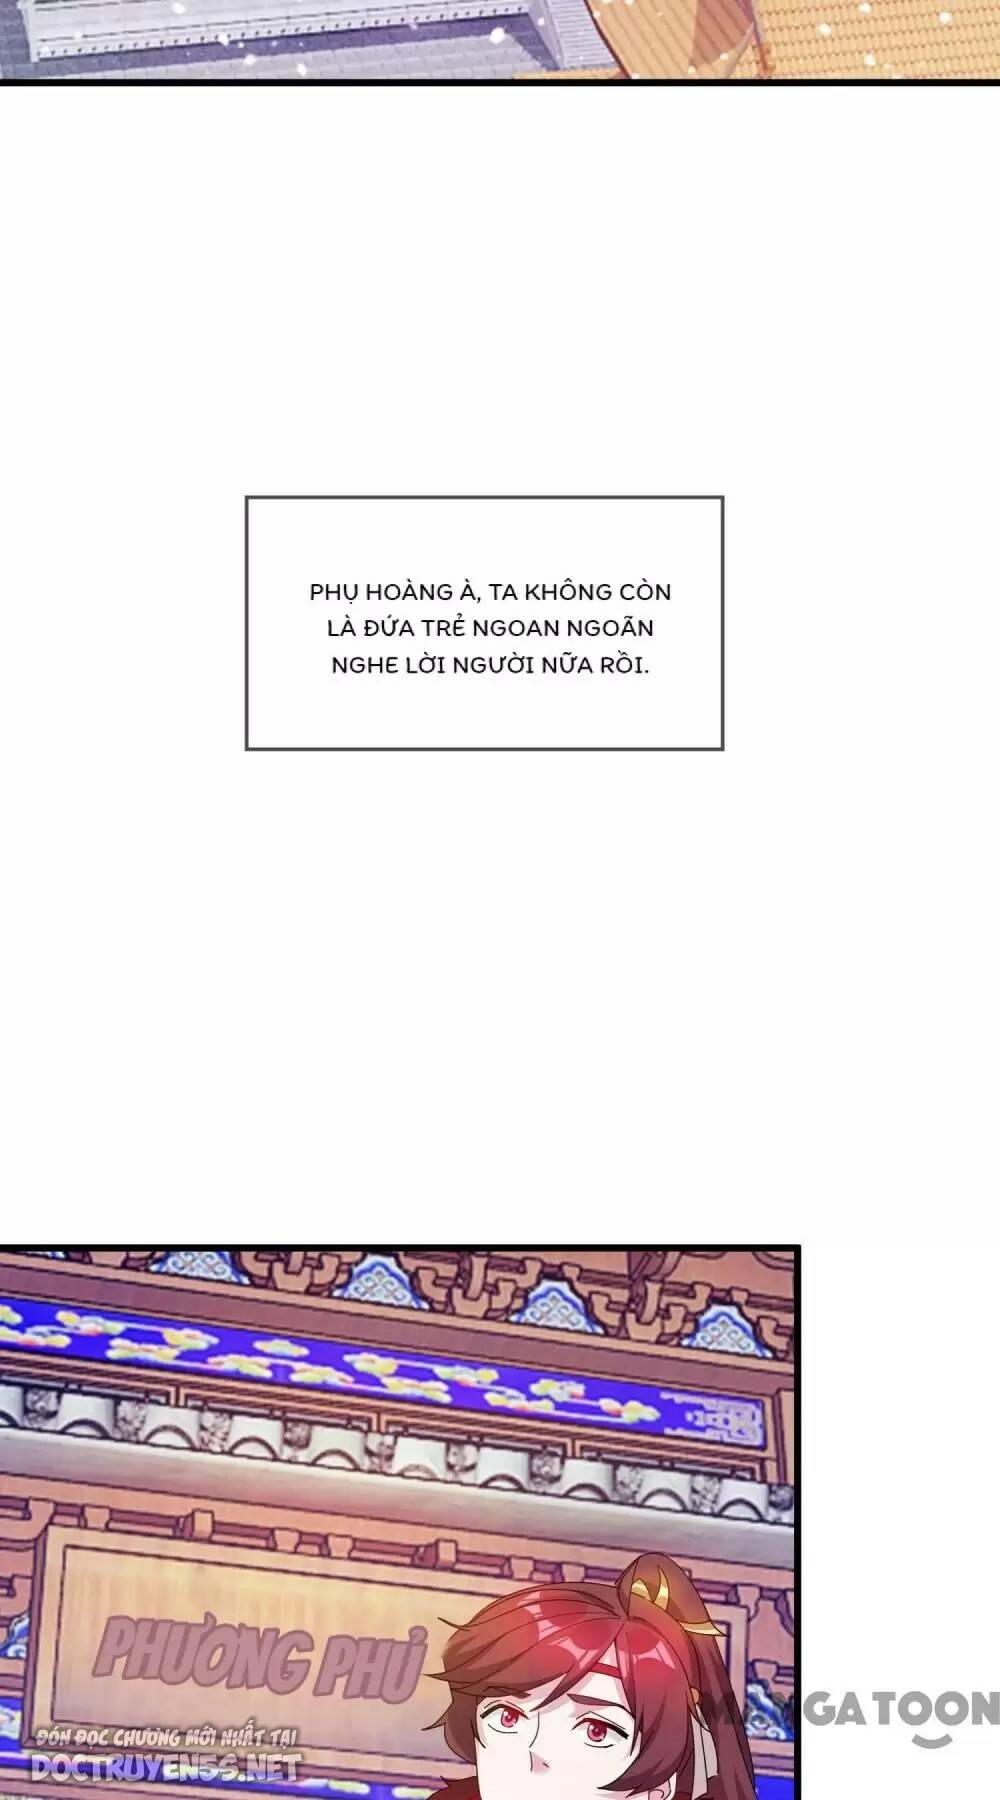 PHỤ HOÀNG À, TA KHÔNG CÒN
LÀ ĐỨA TRẺ NGOAN NGOÃN
NGHE LỜI NGƯỜI NỮA RỒI.
PHƯƠNG PHỦ
MANGATOON
ĐÓN ĐỌC CHƯƠNG MỚI NHẤT TẠI
DOCTRUYEN5S.NET